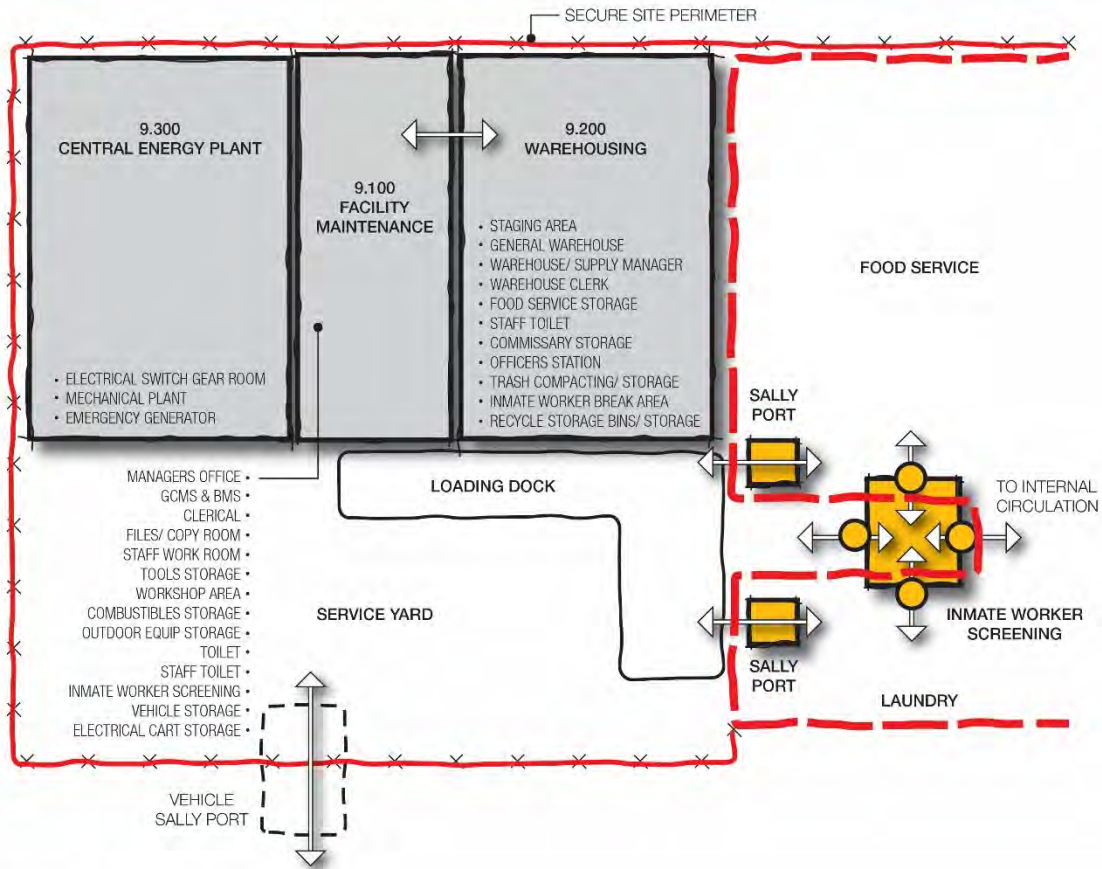 SECURE SITE PERIMETER
9.300
CENTRAL ENERGY PLANT
• ELECTRICAL SWITCH GEAR ROOM
• MECHANICAL PLANT
• EMERGENCY GENERATOR
9.100
FACILITY
MAINTENANCE
9.200
WAREHOUSING
• STAGING AREA
• GENERAL WAREHOUSE
• WAREHOUSE/ SUPPLY MANAGER
• WAREHOUSE CLERK
• FOOD SERVICE STORAGE
• STAFF TOILET
• COMMISSARY STORAGE
• OFFICERS STATION
• TRASH COMPACTING/ STORAGE
• INMATE WORKER BREAK AREA
• RECYCLE STORAGE BINS/ STORAGE
FOOD SERVICE
SALLY
PORT
MANAGERS OFFICE •
GCMS & BMS •
CLERICAL •
FILES/ COPY ROOM •
STAFF WORK ROOM •
TOOLS STORAGE •
WORKSHOP AREA •
COMBUSTIBLES STORAGE •
OUTDOOR EQUIP STORAGE •
TOILET •
STAFF TOILET •
INMATE WORKER SCREENING •
VEHICLE STORAGE •
ELECTRICAL CART STORAGE •
LOADING DOCK
SERVICE YARD
TO INTERNAL
CIRCULATION
INMATE WORKER
SCREENING
SALLY
PORT
LAUNDRY
VEHICLE
SALLY PORT